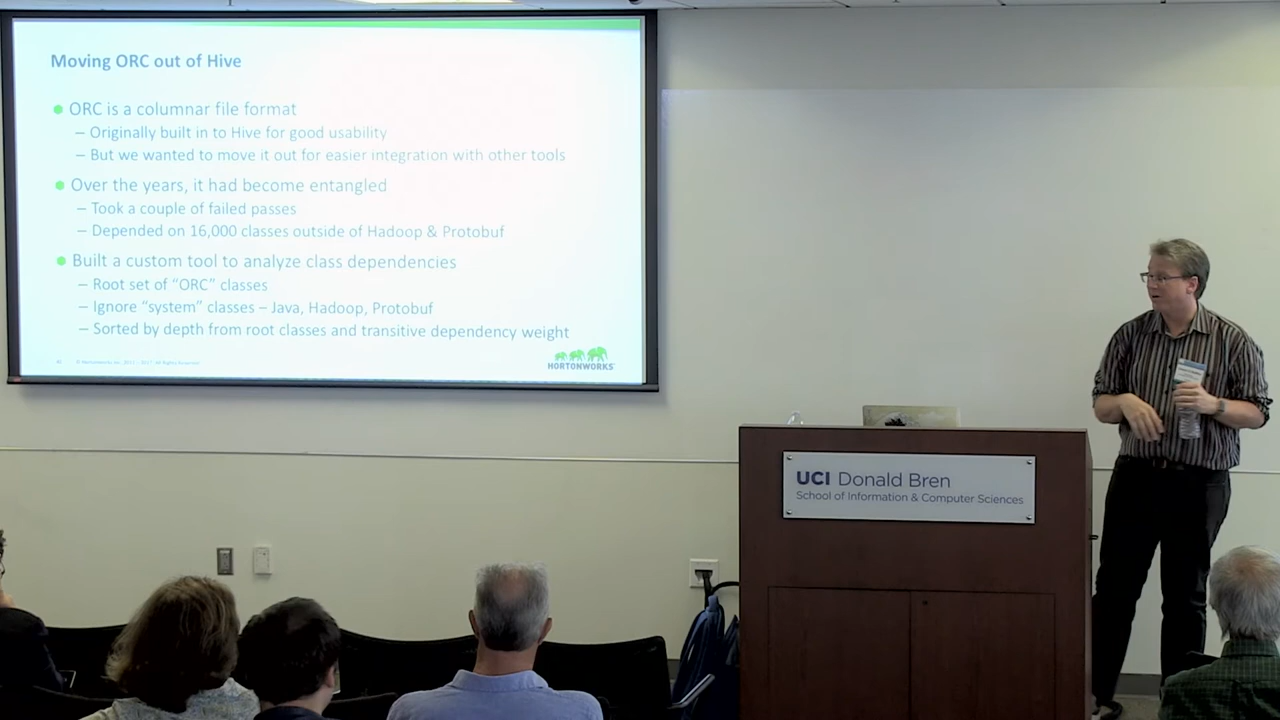 Moving ORC out of Hive
● ORC is a columnar file format
– Originally built in to Hive for good usability
– But we wanted to move it out for easier integration with other tools
● Over the years, it had become entangled
– Took a couple of failed passes
– Depended on 16,000 classes outside of Hadoop & Protobuf
● Built a custom tool to analyze class dependencies
– Root set of “ORC” classes
– Ignore “system” classes – Java, Hadoop, Protobuf
– Sorted by depth from root classes and transitive dependency weight
HORTONWORKS
UCI Donald Bren
School of Information & Computer Sciences